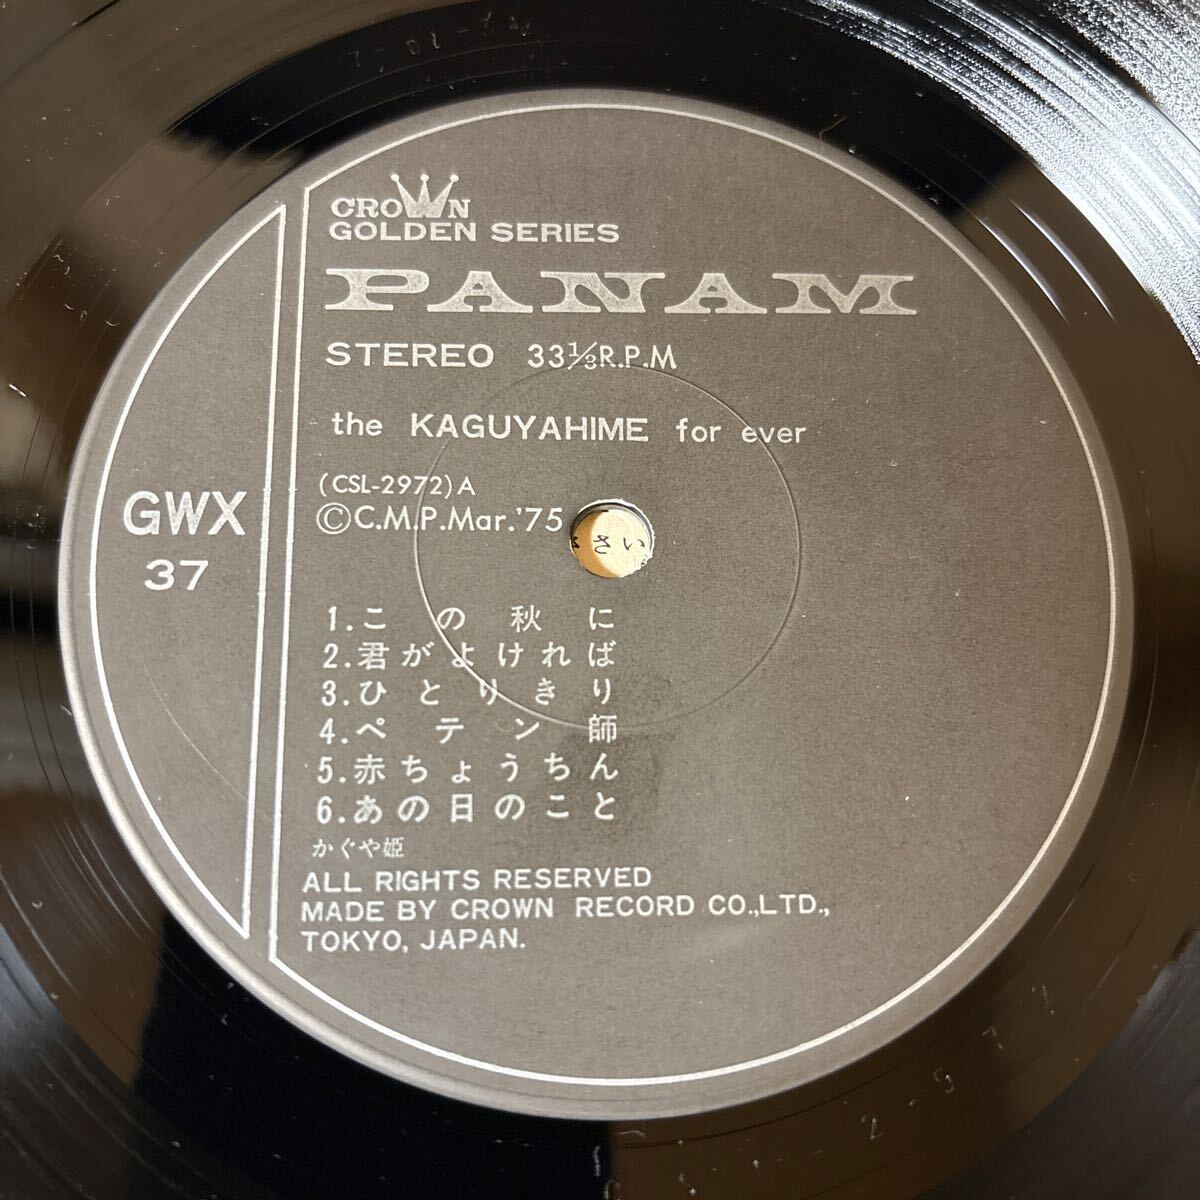 CROWN
GOLDEN SERIES
PANAM
STEREO 33⅓R.P.M
the KAGUYAHIME for ever
(CSL-2972)A
©C.M.P.Mar.'75
さい
GWX
37
1.この秋に
2.君がよければ
3.ひとりきり
4.ペテン師
5.赤ちょうちん
6.あの日のこと
かぐや姫
ALL RIGHTS RESERVED
MADE BY CROWN RECORD CO.,LTD.,
TOKYO, JAPAN.